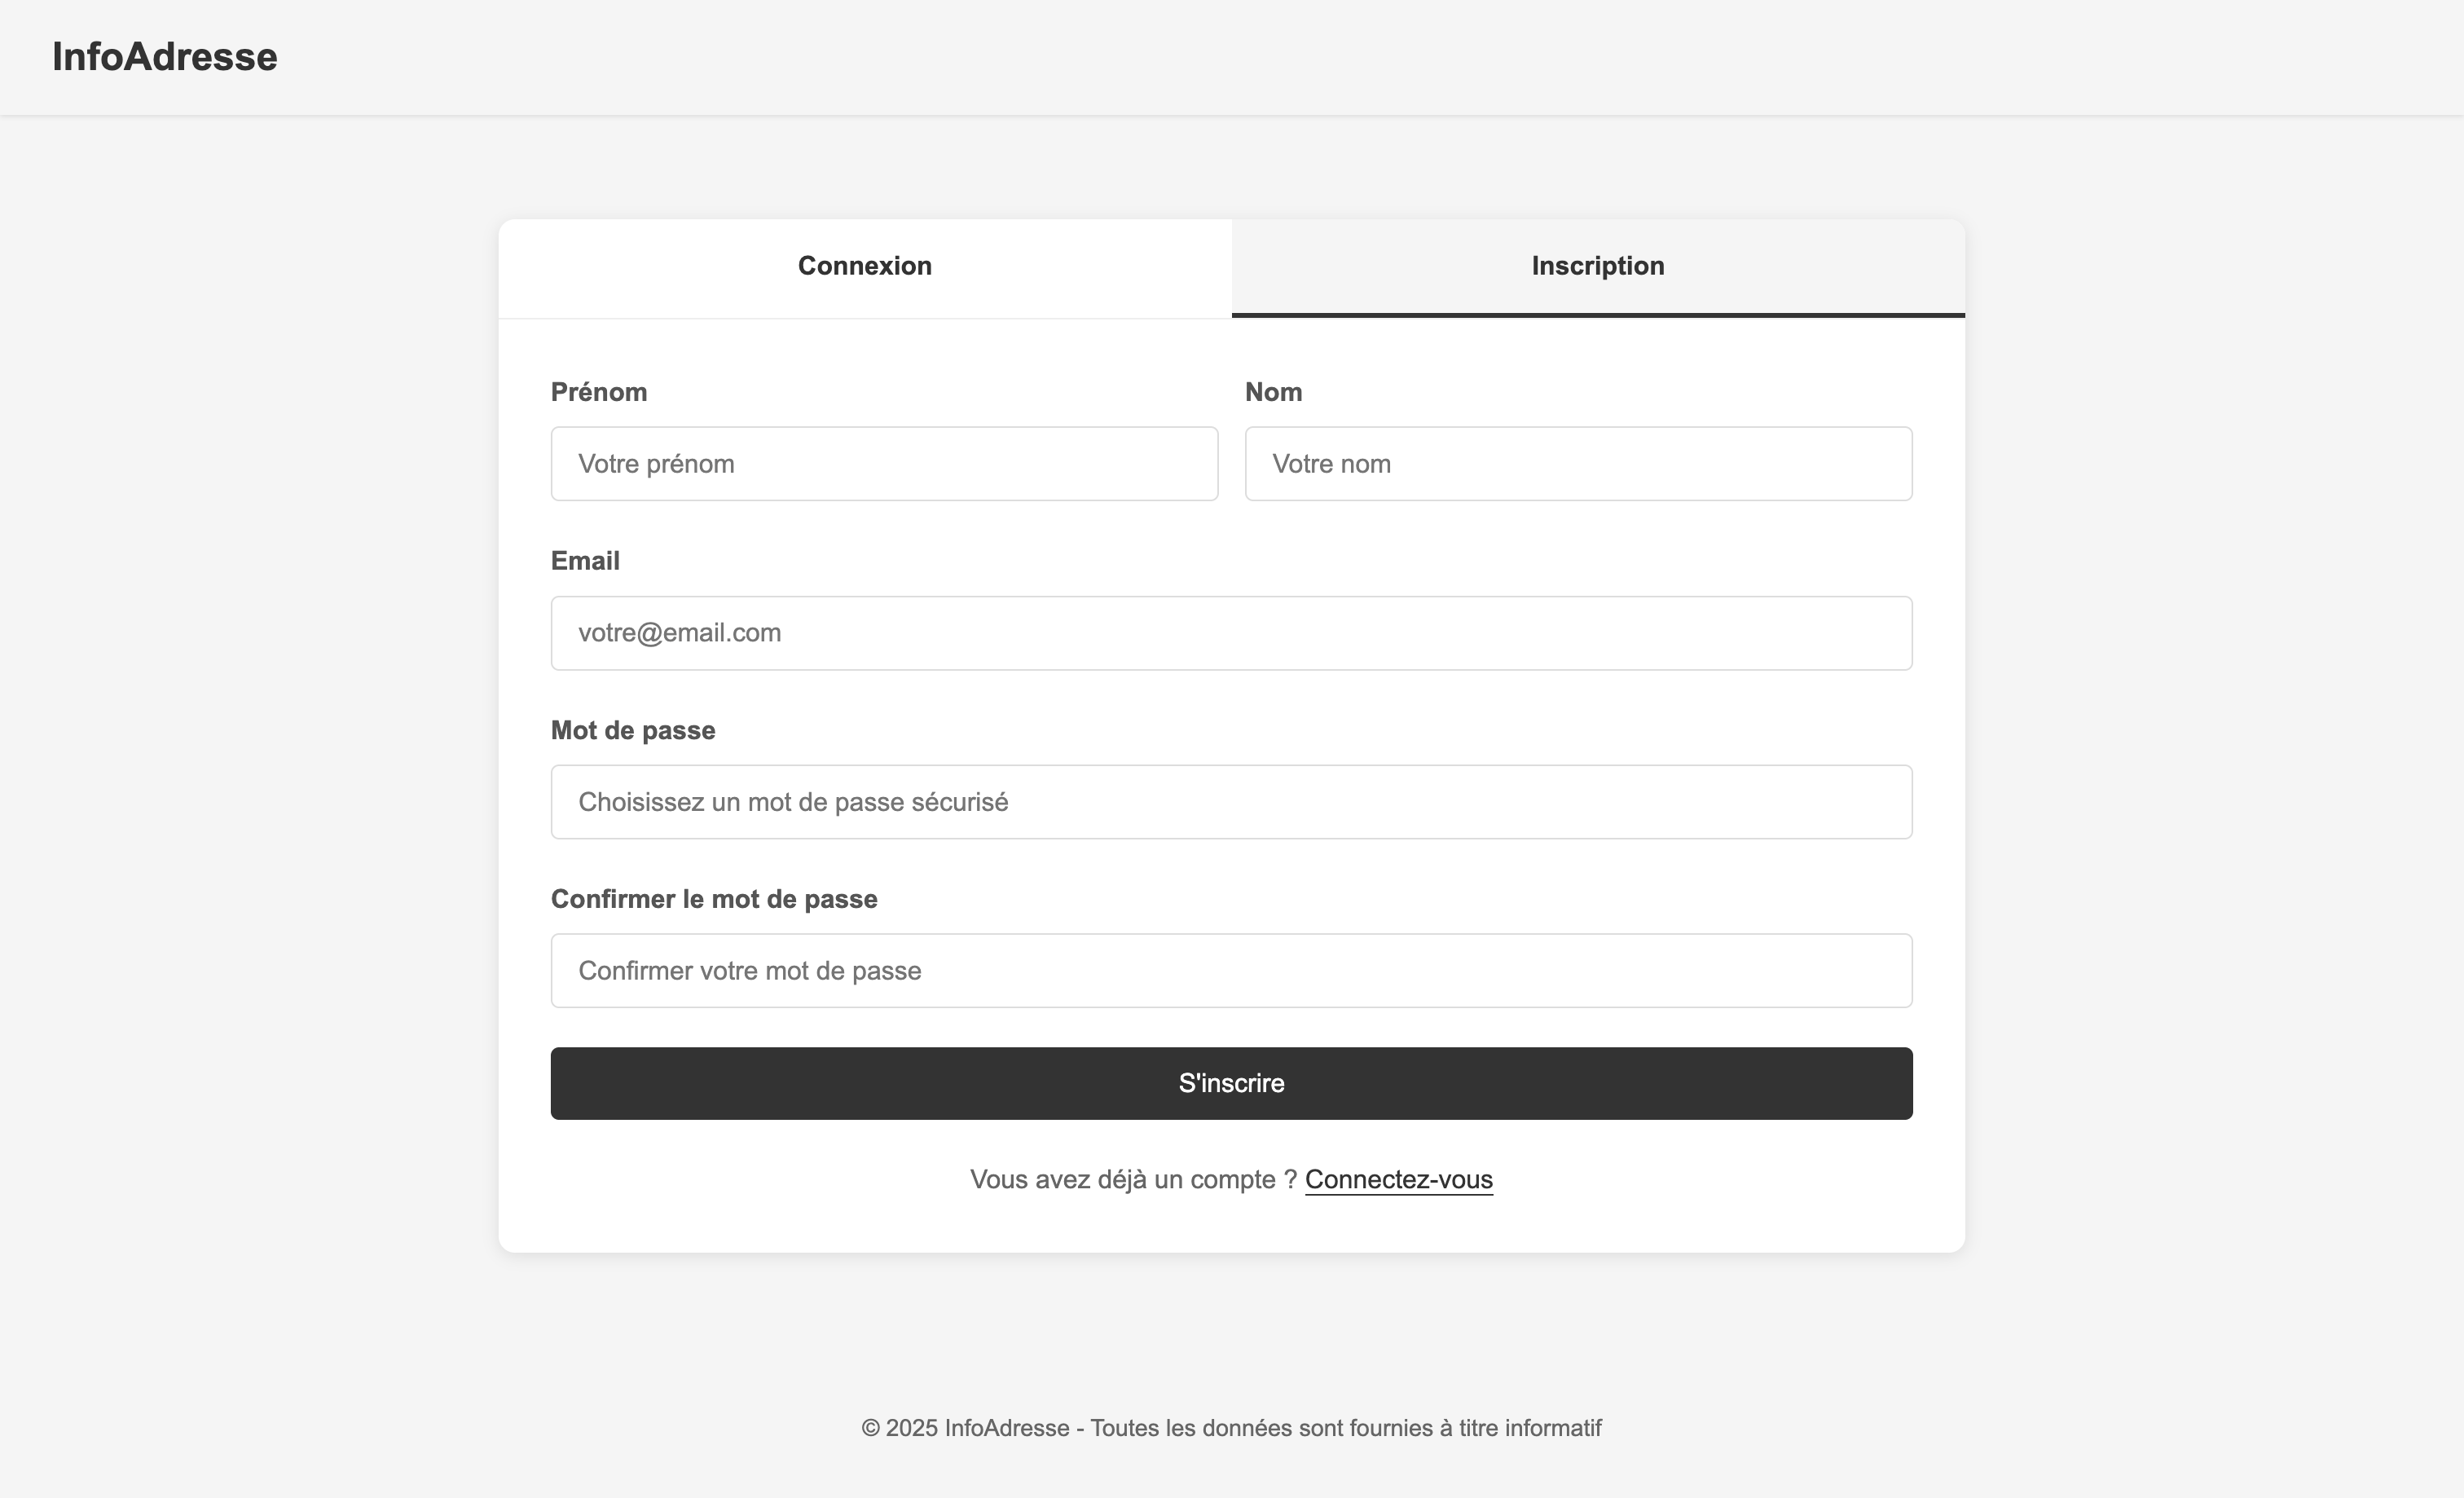 InfoAdresse
Connexion
Inscription
Prénom
Nom
Votre prénom
Votre nom
Email
votre@email.com
Mot de passe
Choisissez un mot de passe sécurisé
Confirmer le mot de passe
Confirmer votre mot de passe
S'inscrire
Vous avez déjà un compte ? Connectez-vous
© 2025 InfoAdresse - Toutes les données sont fournies à titre informatif